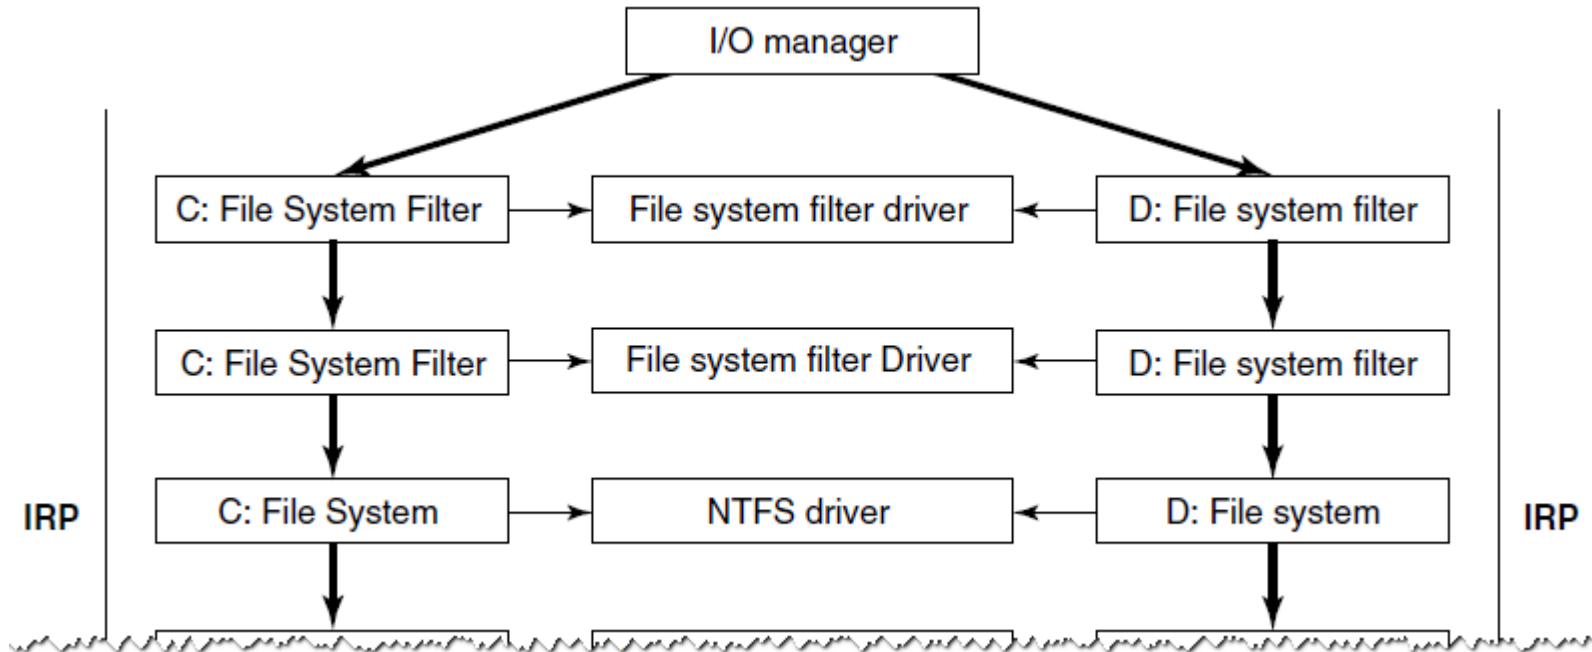 I/O manager
C: File System Filter
File system filter driver
D: File system filter
C: File System Filter
File system filter Driver
D: File system filter
IRP
C: File System
NTFS driver
D: File system
IRP